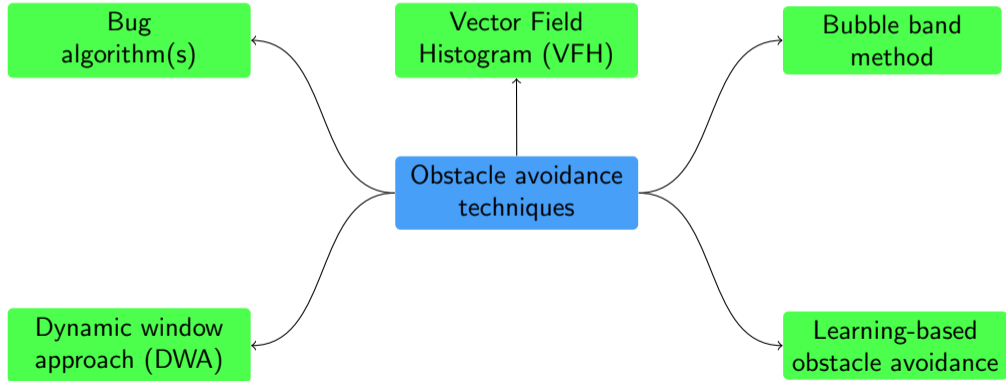 Bug
algorithm(s)
Vector Field
Histogram (VFH)
Bubble band
method
Obstacle avoidance
techniques
Dynamic window
approach (DWA)
Learning-based
obstacle avoidance